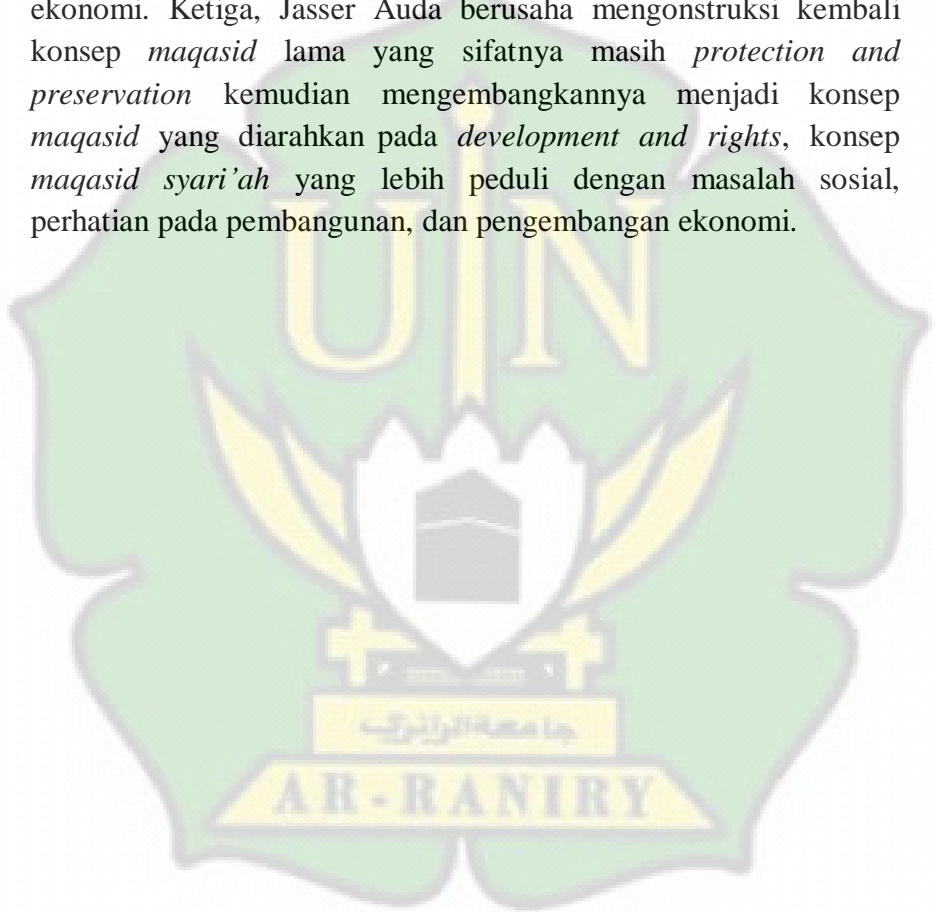 ekonomi. Ketiga, Jasser Auda berusaha mengonstruksi kembali
konsep maqasid lama yang sifatnya masih protection and
preservation kemudian mengembangkannya menjadi konsep
maqasid yang diarahkan pada development and rights, konsep
maqasid syari’ah yang lebih peduli dengan masalah sosial,
perhatian pada pembangunan, dan pengembangan ekonomi.
UIN
جامعة الرانري
AR-RANIRY